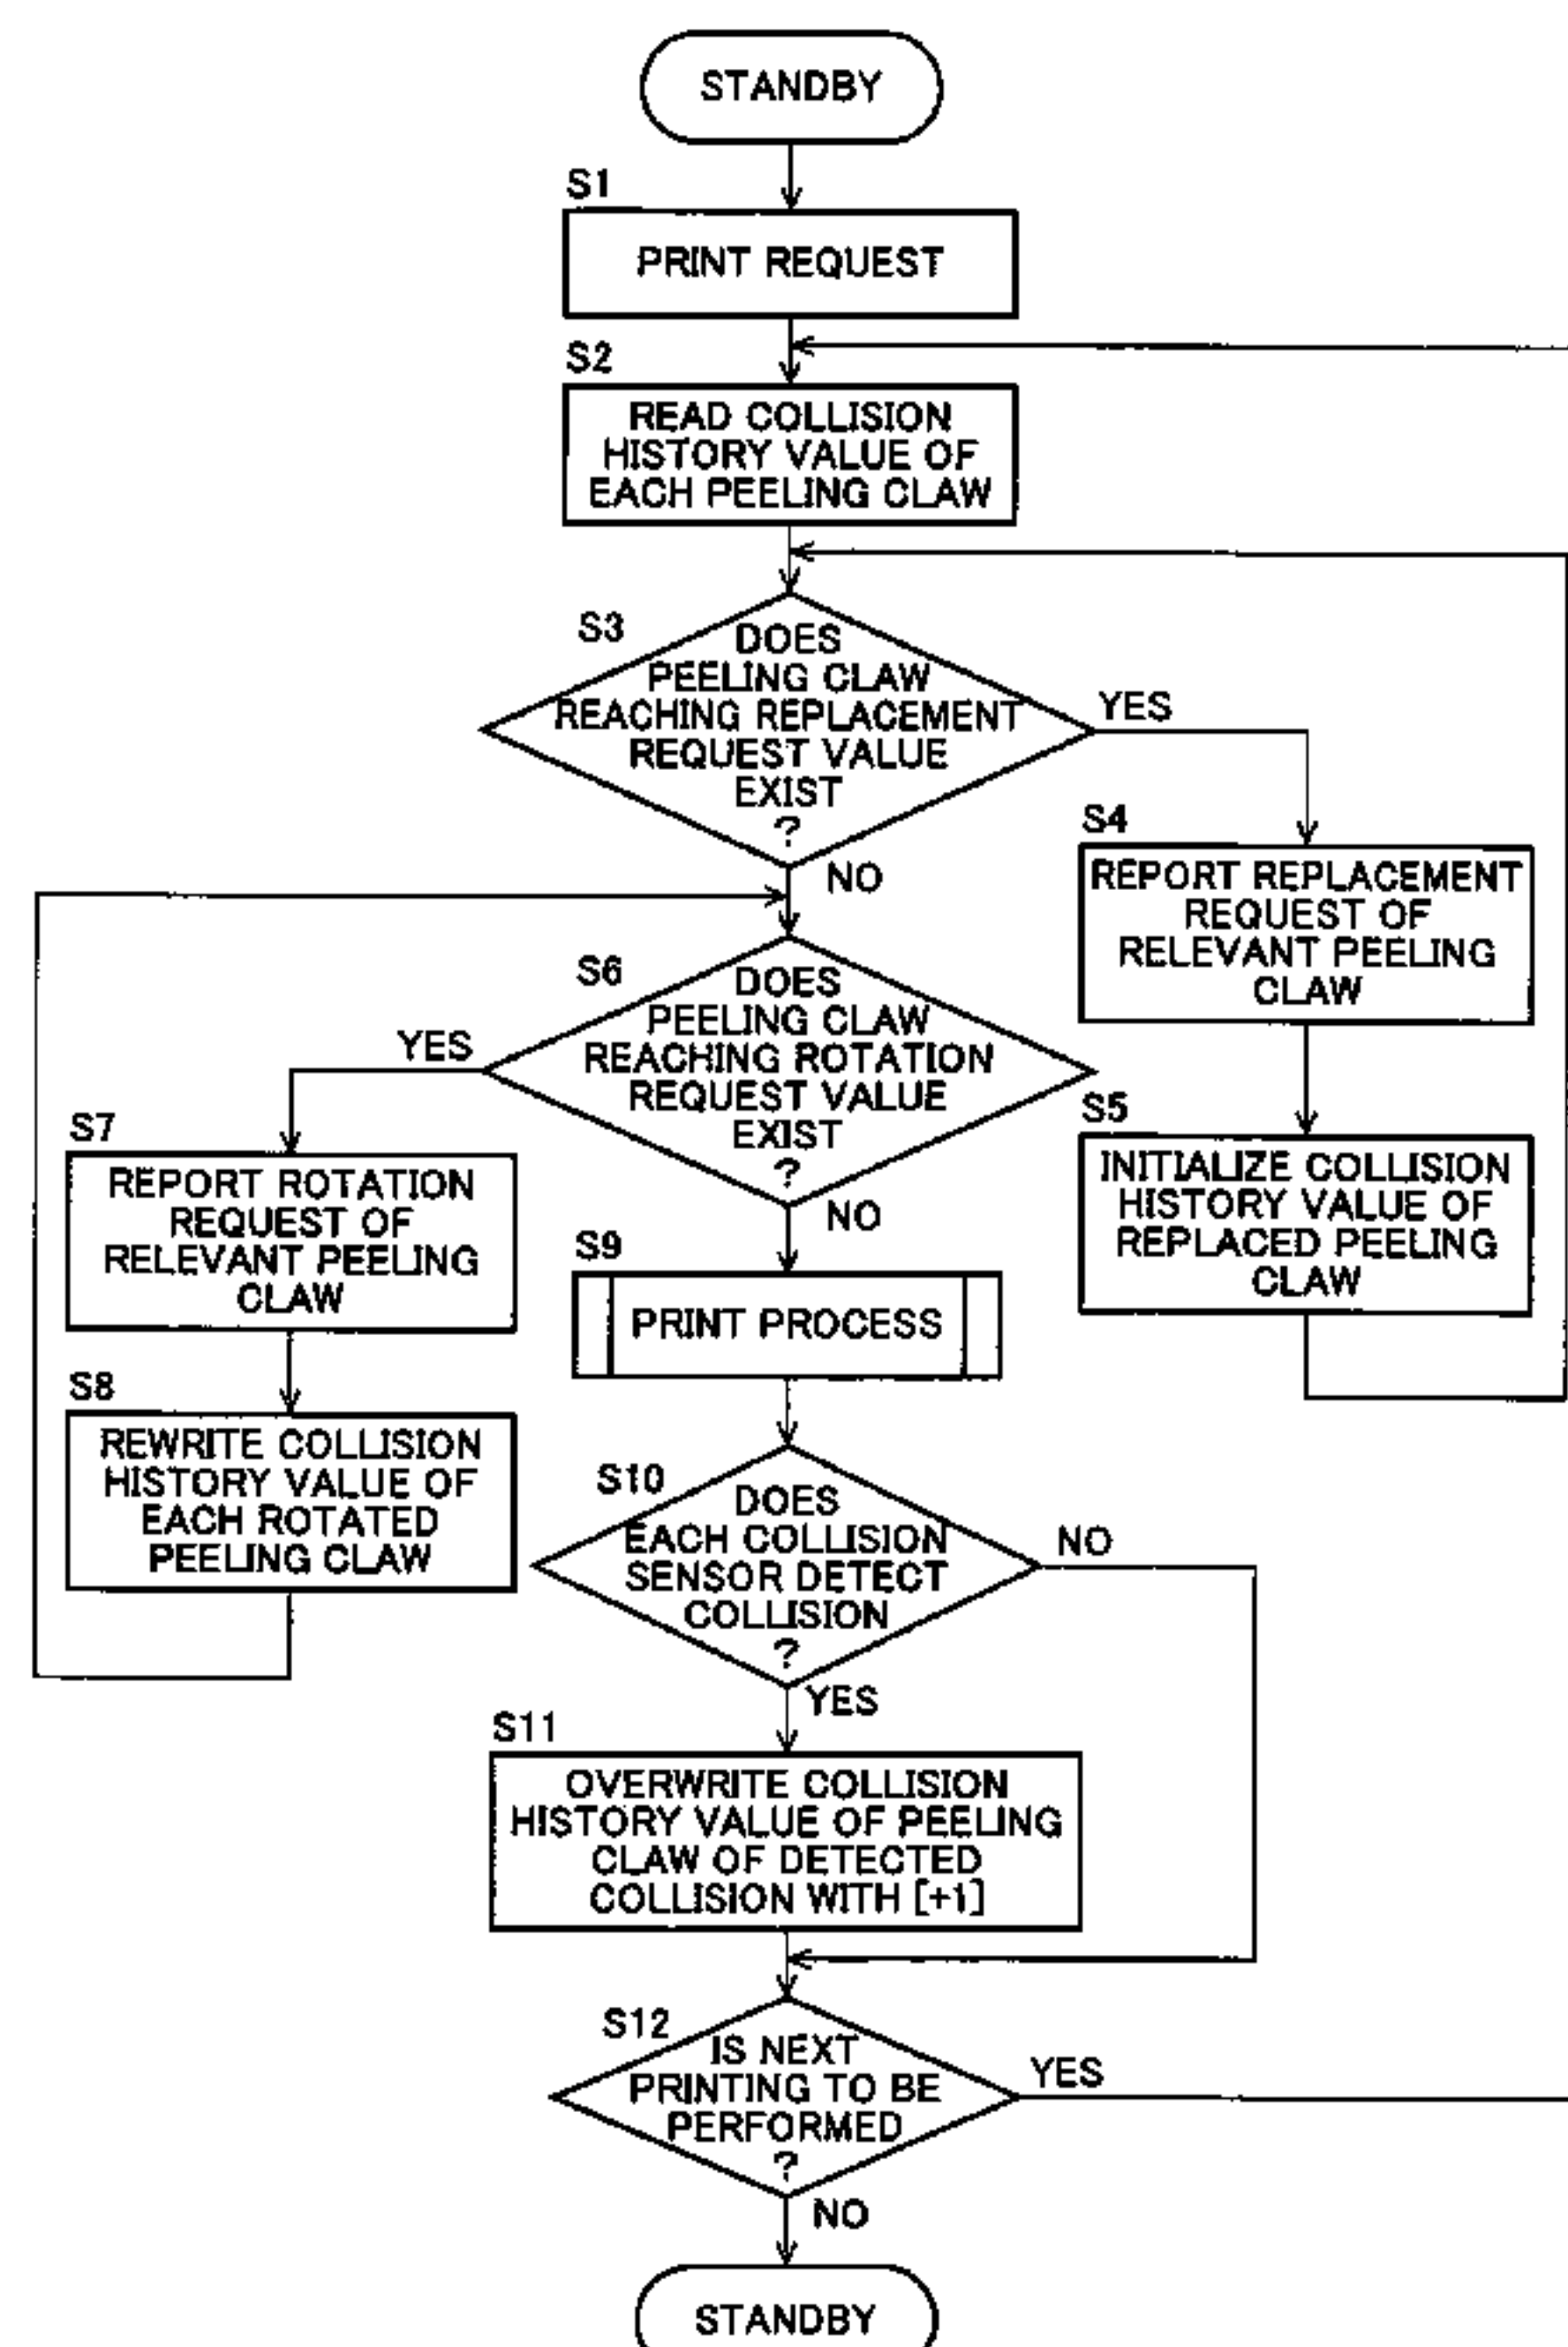 STANDBY
S1
PRINT REQUEST
S2
READ COLLISION
HISTORY VALUE OF
EACH PEELING CLAW
S3
DOES
PEELING CLAW
REACHING REPLACEMENT
REQUEST VALUE
EXIST
?
YES
NO
S4
REPORT REPLACEMENT
REQUEST OF
RELEVANT PEELING
CLAW
S5
INITIALIZE COLLISION
HISTORY VALUE OF
REPLACED PEELING
CLAW
S6
DOES
PEELING CLAW
REACHING ROTATION
REQUEST VALUE
EXIST
?
YES
NO
S7
REPORT ROTATION
REQUEST OF
RELEVANT PEELING
CLAW
S8
REWRITE COLLISION
HISTORY VALUE OF
EACH ROTATED
PEELING CLAW
S9
PRINT PROCESS
S10
DOES
EACH COLLISION
SENSOR DETECT
COLLISION
?
NO
YES
S11
OVERWRITE COLLISION
HISTORY VALUE OF PEELING
CLAW OF DETECTED
COLLISION WITH [+1]
S12
IS NEXT
PRINTING TO BE
PERFORMED
?
YES
NO
STANDBY